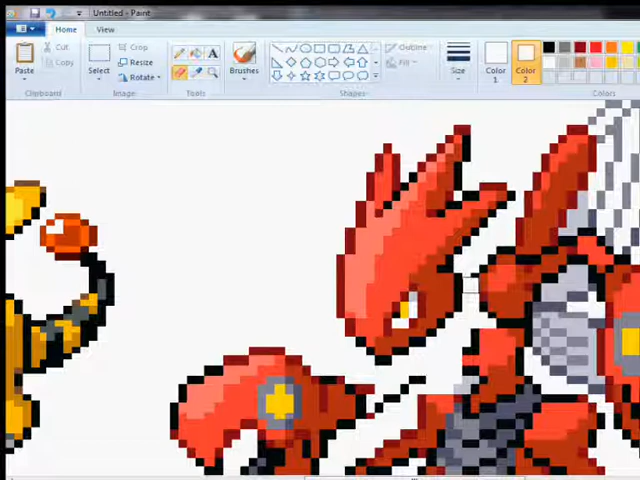 Untitled - Paint
Home View
Paste Cut Copy
Clipboard
Select Crop Resize Rotate
Image
A
Tools
Brushes
Outline Fill
Shapes
Size
Color 1 Color 2
Colors